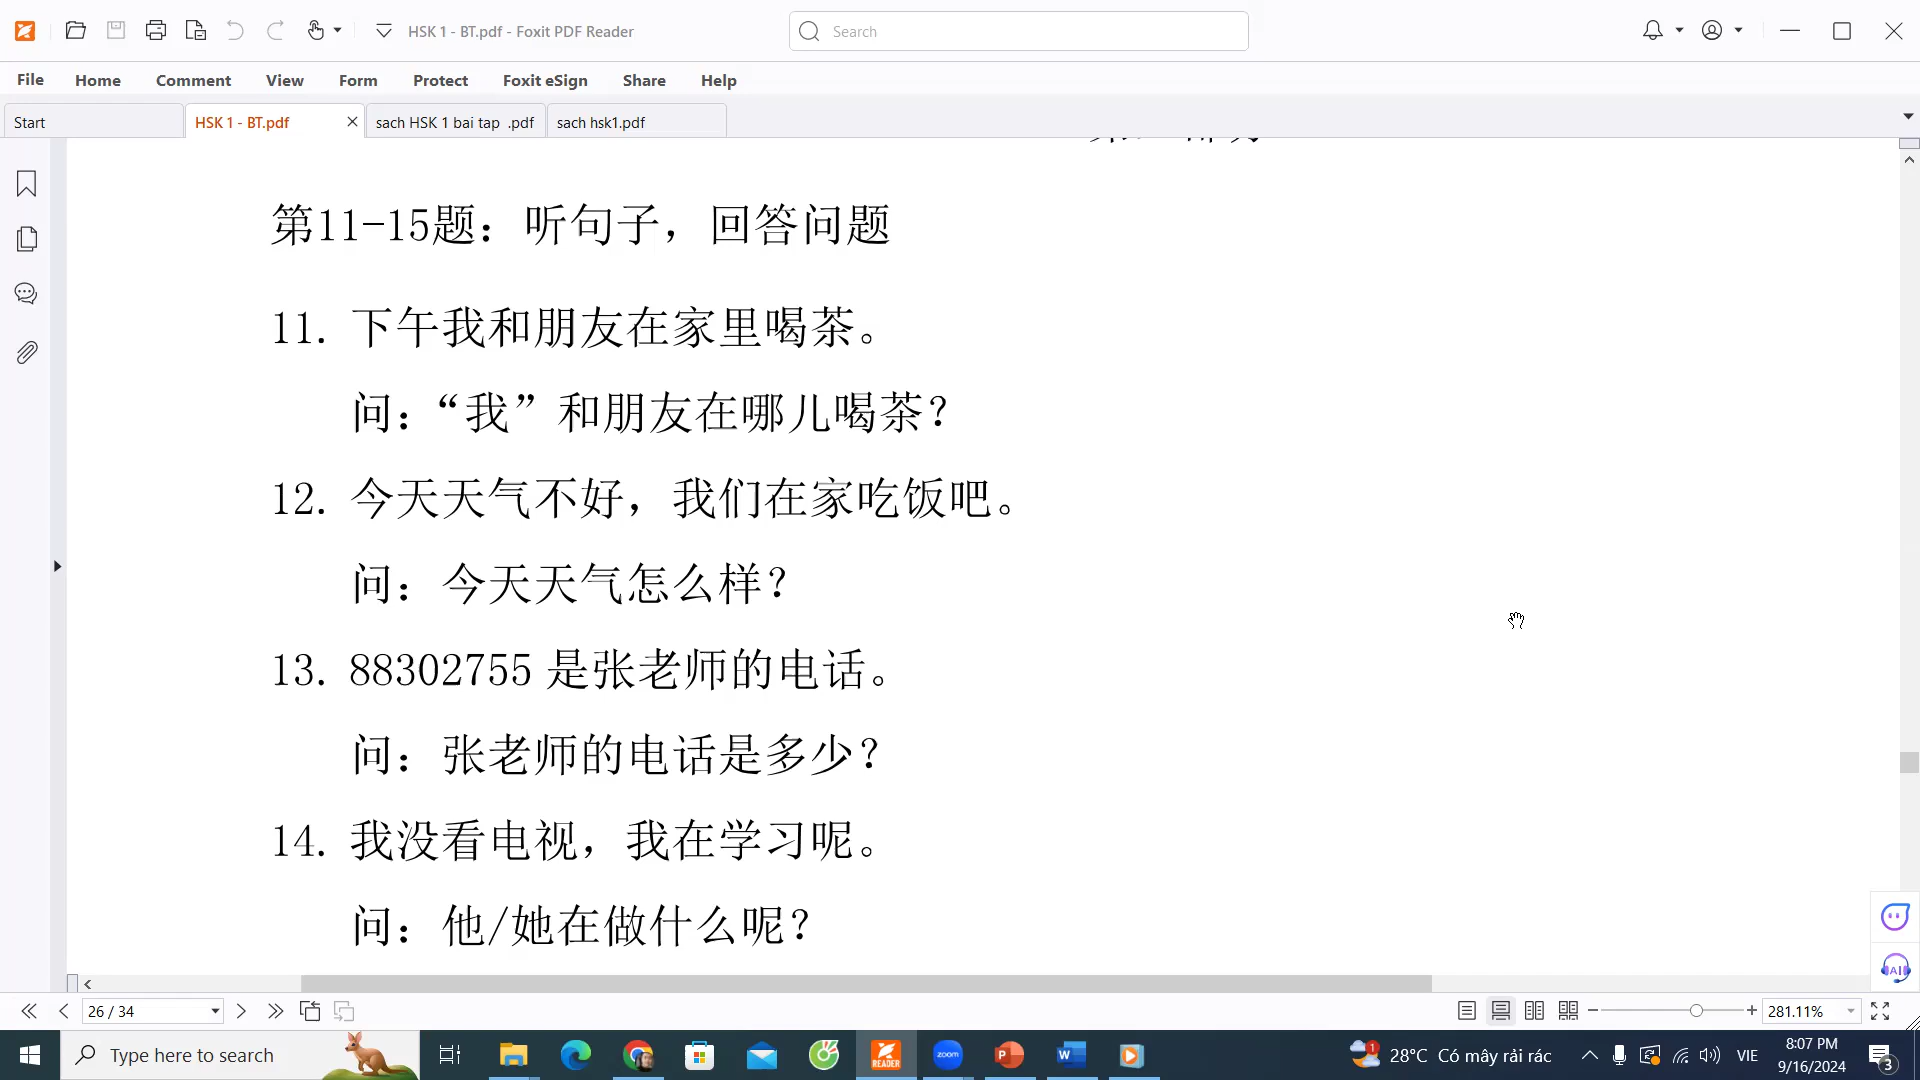 HSK 1 - BT.pdf - Foxit PDF Reader
Search
File Home Comment View Form Protect Foxit eSign Share Help
Start HSK 1 - BT.pdf sach HSK 1 bai tap .pdf sach hsk1.pdf
第11-15题：听句子，回答问题
11. 下午我和朋友在家里喝茶。
问：“我”和朋友在哪儿喝茶？
12. 今天天气不好，我们在家吃饭吧。
问：今天天气怎么样？
13. 88302755 是张老师的电话。
问：张老师的电话是多少？
14. 我没看电视，我在学习呢。
问：他/她在做什么呢？
AI
26 / 34
281.11%
Type here to search
READER
zoom
1
28°C Có mây rải rác
VIE
8:07 PM
9/16/2024
3